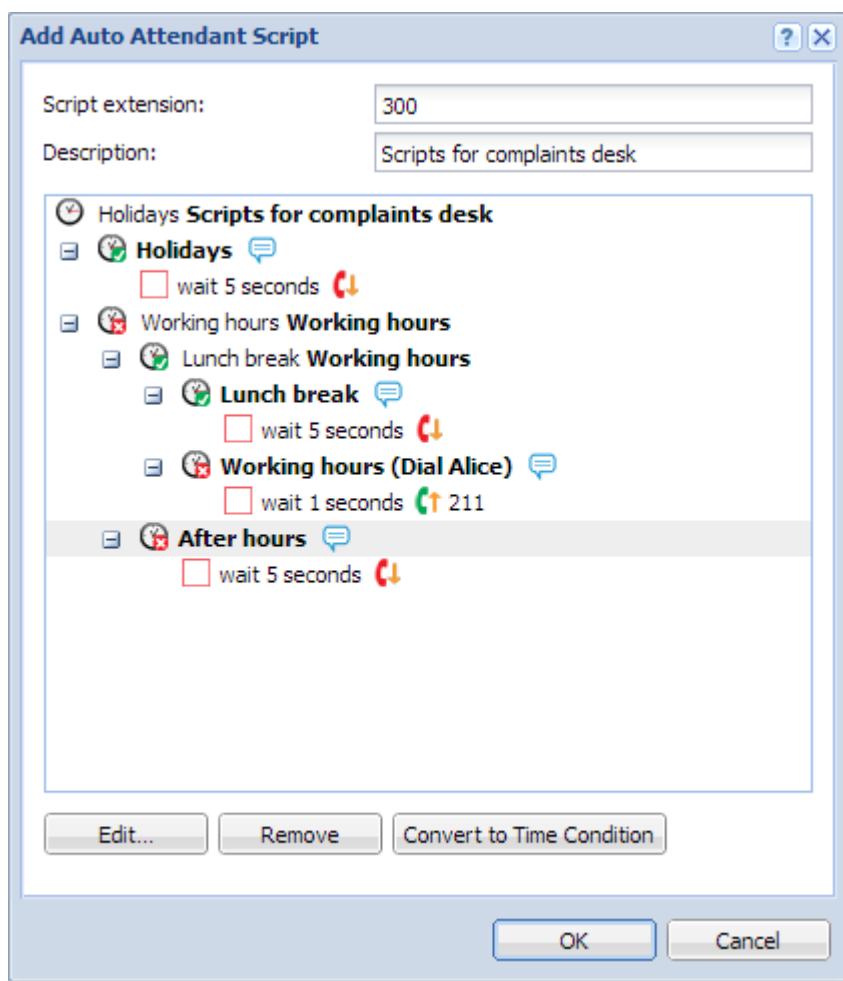 Add Auto Attendant Script
Script extension: 300
Description: Scripts for complaints desk
Holidays Scripts for complaints desk
Holidays
wait 5 seconds
Working hours Working hours
Lunch break Working hours
Lunch break
wait 5 seconds
Working hours (Dial Alice)
wait 1 seconds 211
After hours
wait 5 seconds
Edit... Remove Convert to Time Condition
OK Cancel